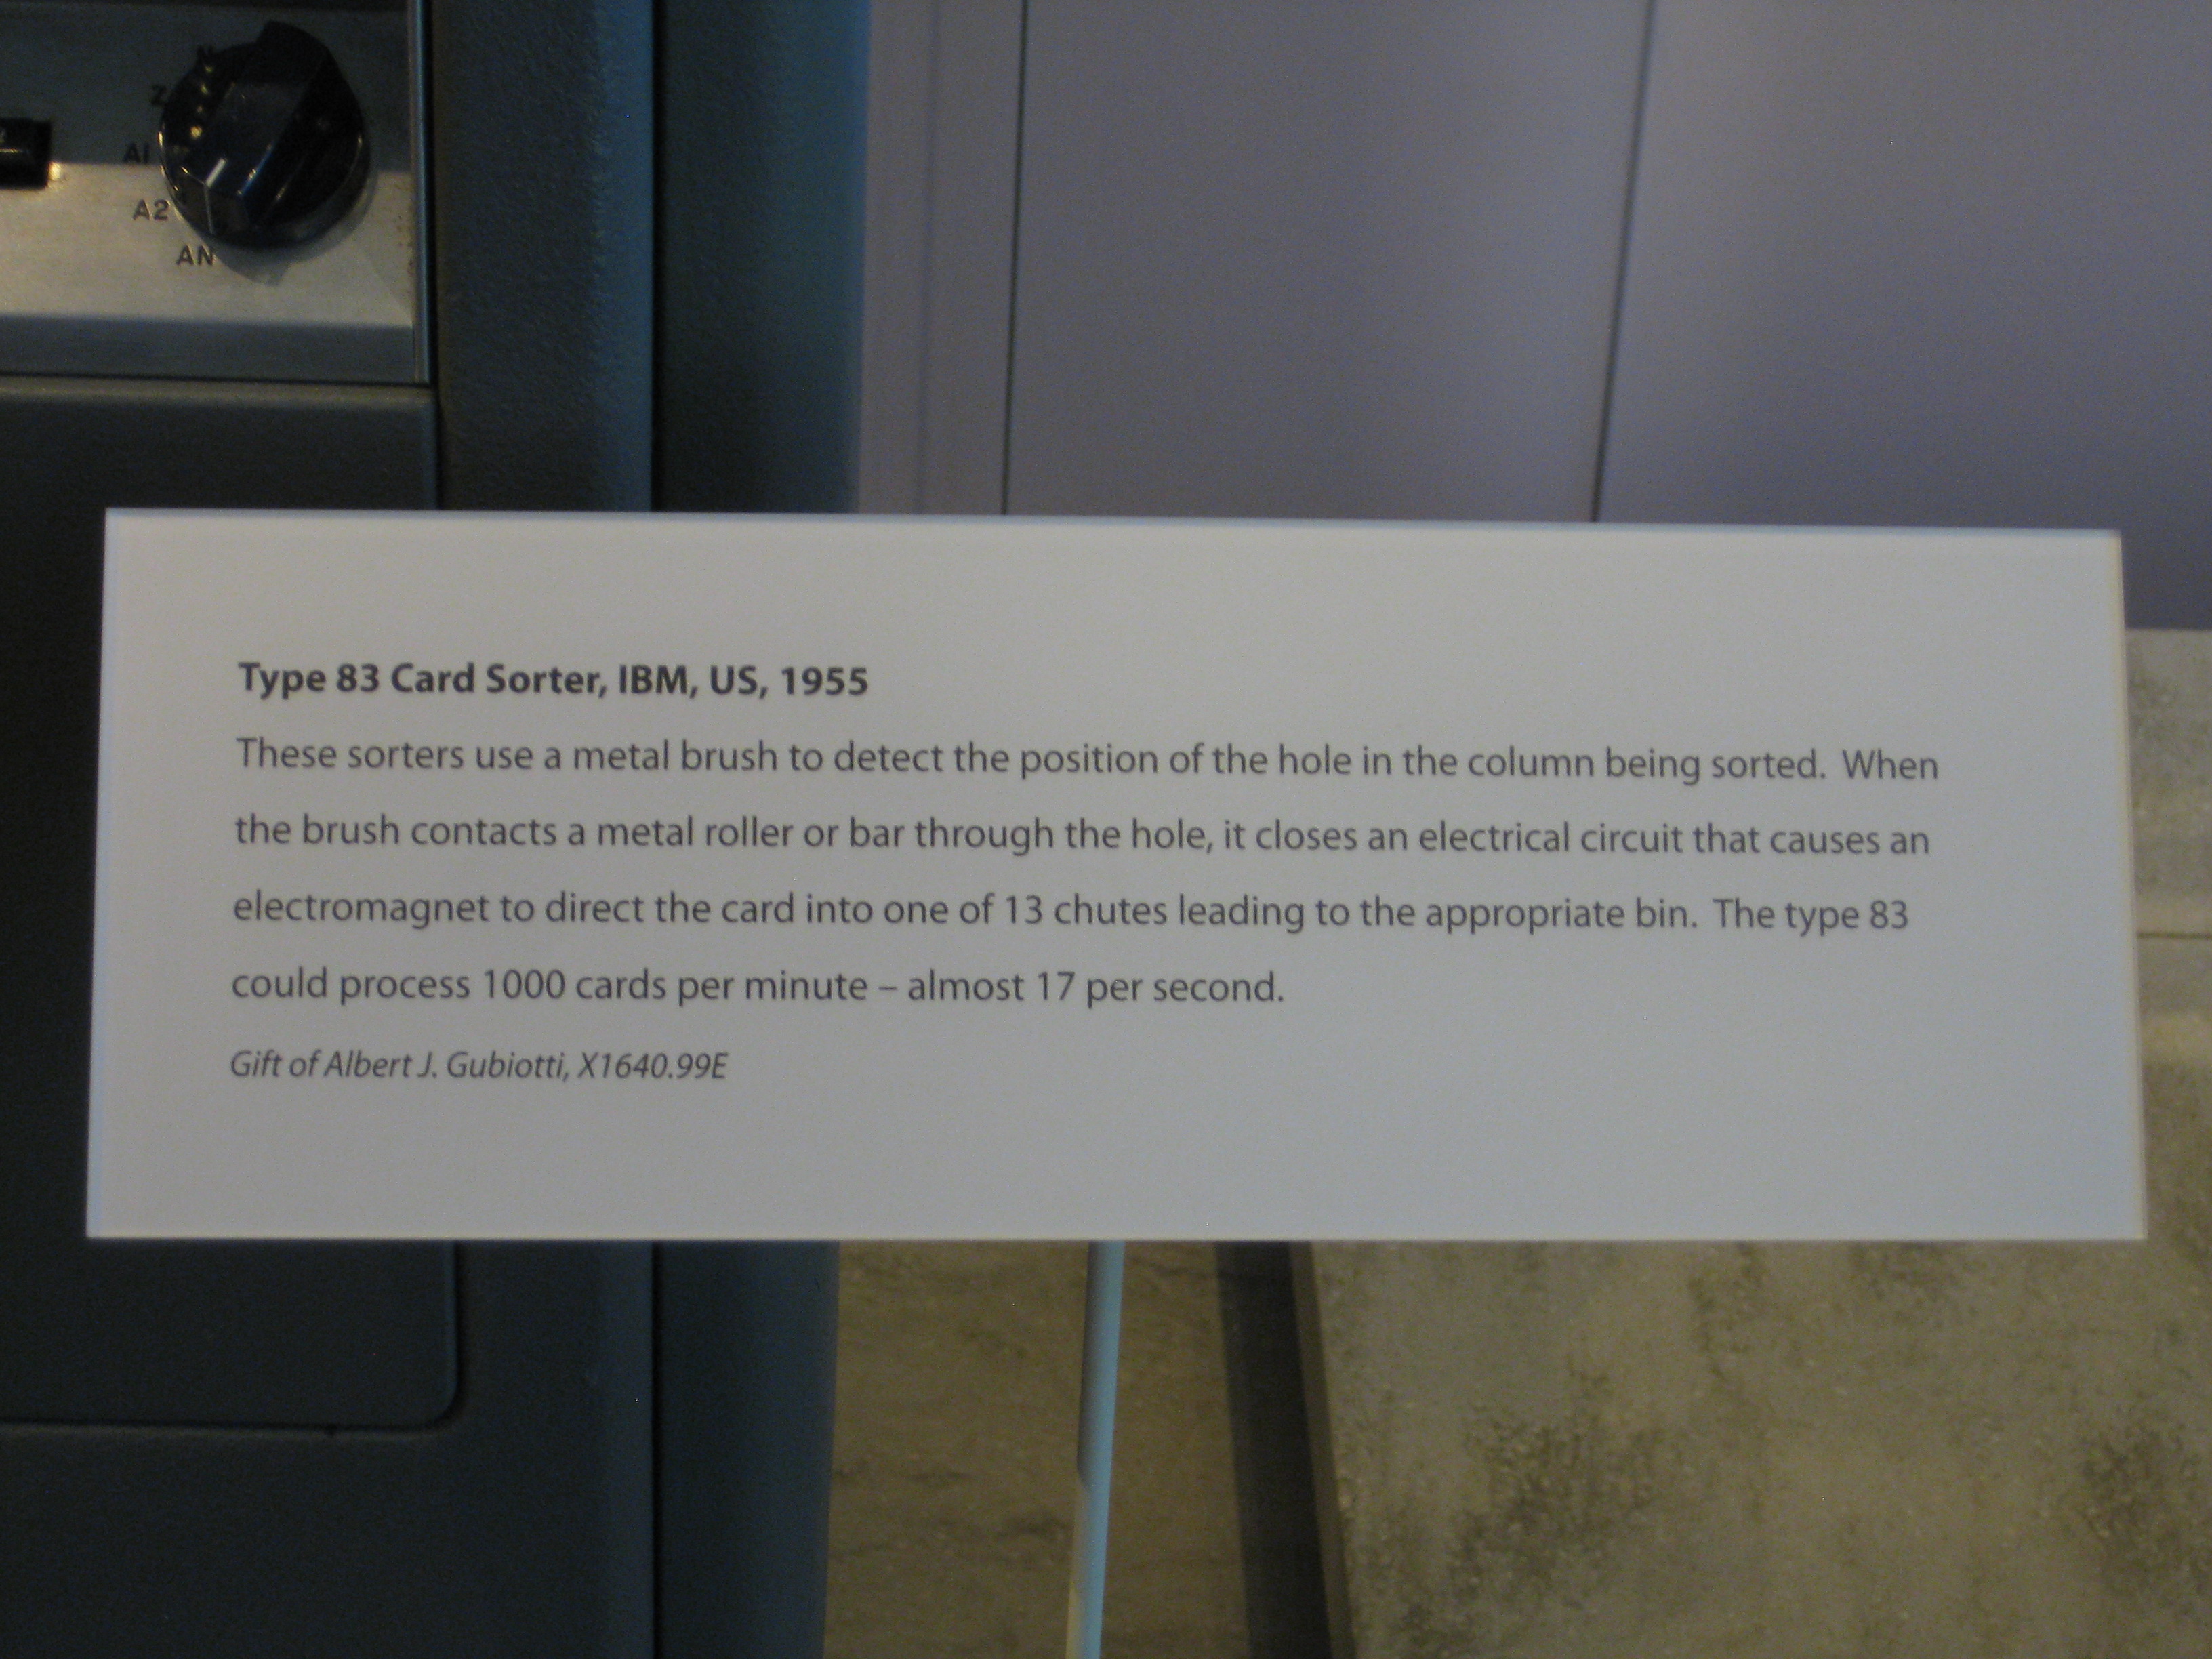 N
Z
A1
A2
AN
Type 83 Card Sorter, IBM, US, 1955
These sorters use a metal brush to detect the position of the hole in the column being sorted. When
the brush contacts a metal roller or bar through the hole, it closes an electrical circuit that causes an
electromagnet to direct the card into one of 13 chutes leading to the appropriate bin. The type 83
could process 1000 cards per minute – almost 17 per second.
Gift of Albert J. Gubiotti, X1640.99E